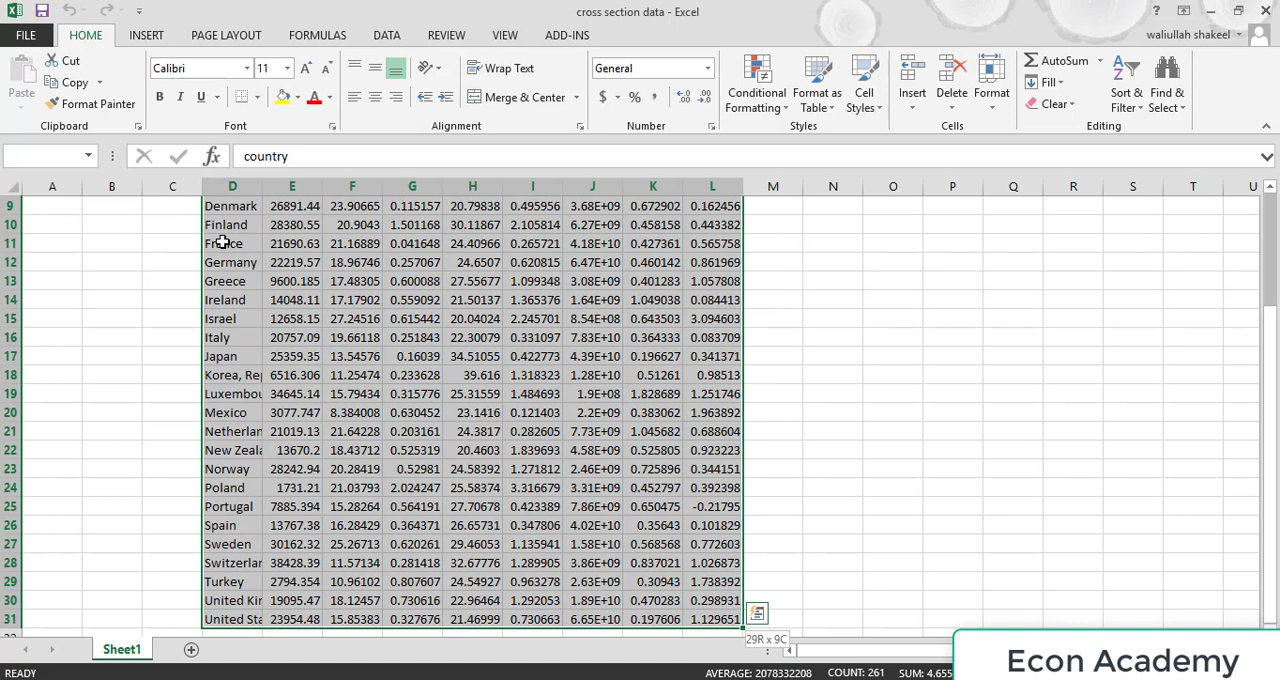 cross section data - Excel
?
FILE HOME INSERT PAGE LAYOUT FORMULAS DATA REVIEW VIEW ADD-INS waliullah shakeel
Cut
Copy
Format Painter
Paste
Clipboard
Calibri 11
B I U
Font
Wrap Text
Merge & Center
Alignment
General
$ % ,
Number
Conditional Formatting
Format as Table
Cell Styles
Styles
Insert Delete Format
Cells
AutoSum
Fill
Clear
Sort & Filter
Find & Select
Editing
fx country
A B C D E F G H I J K L M N O P Q R S T U
9 Denmark 26891.44 23.90665 0.115157 20.79838 0.495956 3.68E+09 0.672902 0.162456
10 Finland 28380.55 20.9043 1.501168 30.11867 2.105814 6.27E+09 0.458158 0.443382
11 France 21690.63 21.16889 0.041648 24.40966 0.265721 4.18E+10 0.427361 0.565758
12 Germany 22219.57 18.96746 0.257067 24.6507 0.620815 6.47E+10 0.460142 0.861969
13 Greece 9600.185 17.48305 0.600088 27.55677 1.099348 3.08E+09 0.401283 1.057808
14 Ireland 14048.11 17.17902 0.559092 21.50137 1.365376 1.64E+09 1.049038 0.084413
15 Israel 12658.15 27.24516 0.615442 20.04024 2.245701 8.54E+08 0.643503 3.094603
16 Italy 20757.09 19.66118 0.251843 22.30079 0.331097 7.83E+10 0.364333 0.083709
17 Japan 25359.35 13.54576 0.16039 34.51055 0.422773 4.39E+10 0.196627 0.341371
18 Korea, Rep 6516.306 11.25474 0.233628 39.616 1.318323 1.28E+10 0.51261 0.98513
19 Luxembou 34645.14 15.79434 0.315776 25.31559 1.484693 1.9E+08 1.828689 1.251746
20 Mexico 3077.747 8.384008 0.630452 23.1416 0.121403 2.2E+09 0.383062 1.963892
21 Netherlan 21019.13 21.64228 0.203161 24.3817 0.282605 7.73E+10 1.045682 0.688604
22 New Zeala 13670.2 18.43712 0.525319 20.4603 1.839693 4.58E+09 0.525805 0.923223
23 Norway 28242.94 20.28419 0.52981 24.58392 1.271812 2.46E+09 0.725896 0.344151
24 Poland 1731.21 21.03793 2.024247 25.58374 3.316679 3.31E+09 0.452797 0.392398
25 Portugal 7885.394 15.28264 0.564191 27.70678 0.423389 7.86E+09 0.650475 -0.21795
26 Spain 13767.38 16.28429 0.364371 26.65731 0.347806 4.02E+10 0.35643 0.101829
27 Sweden 30162.32 25.26713 0.620261 29.46053 1.135941 1.58E+10 0.568568 0.772603
28 Switzerlar 38428.39 11.57134 0.281418 32.67776 1.289905 3.86E+09 0.837021 1.026873
29 Turkey 2794.354 10.96102 0.807607 24.54927 0.963278 2.63E+09 0.30943 1.738392
30 United Kin 19095.47 18.12457 0.730616 22.96464 1.292053 1.89E+10 0.470283 0.298931
31 United Sta 23954.48 15.85383 0.327676 21.46999 0.730663 6.65E+10 0.197606 1.129651
29R x 9C
Sheet1
READY AVERAGE: 2078332208 COUNT: 261 SUM: 4.655
Econ Academy